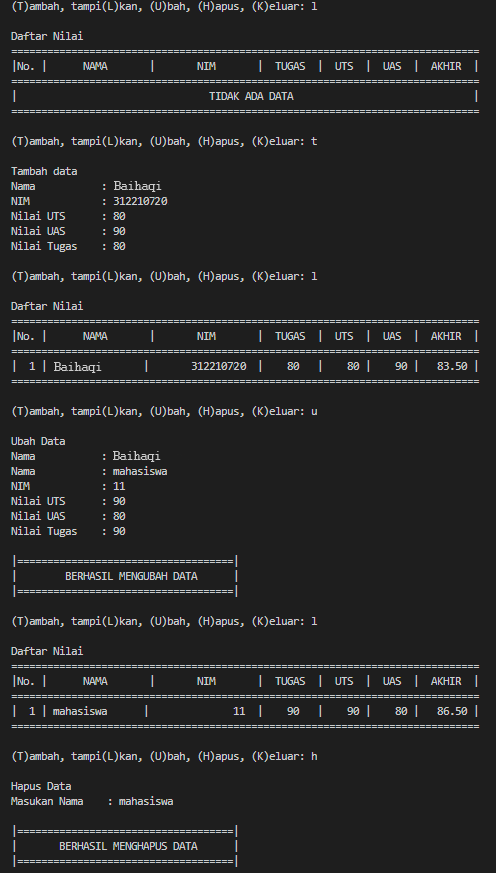 (T)ambah, tampi(L)kan, (U)bah, (H)apus, (K)eluar: l
Daftar Nilai
==============================================================================
|No. |      NAMA       |       NIM       |  TUGAS  |  UTS  |  UAS  |  AKHIR  |
==============================================================================
|                                TIDAK ADA DATA                              |
==============================================================================
(T)ambah, tampi(L)kan, (U)bah, (H)apus, (K)eluar: t
Tambah data
Nama           : Baihaqi
NIM            : 312210720
Nilai UTS      : 80
Nilai UAS      : 90
Nilai Tugas    : 80
(T)ambah, tampi(L)kan, (U)bah, (H)apus, (K)eluar: l
Daftar Nilai
==============================================================================
|No. |      NAMA       |       NIM       |  TUGAS  |  UTS  |  UAS  |  AKHIR  |
==============================================================================
|  1 | Baihaqi       |       312210720  |    80   |    80 |    90 |   83.50 |
==============================================================================
(T)ambah, tampi(L)kan, (U)bah, (H)apus, (K)eluar: u
Ubah Data
Nama           : Baihaqi
Nama           : mahasiswa
NIM            : 11
Nilai UTS      : 90
Nilai UAS      : 80
Nilai Tugas    : 90
|====================================|
|        BERHASIL MENGUBAH DATA      |
|====================================|
(T)ambah, tampi(L)kan, (U)bah, (H)apus, (K)eluar: l
Daftar Nilai
==============================================================================
|No. |      NAMA       |       NIM       |  TUGAS  |  UTS  |  UAS  |  AKHIR  |
==============================================================================
|  1 | mahasiswa      |              11  |    90   |    90 |    80 |   86.50 |
==============================================================================
(T)ambah, tampi(L)kan, (U)bah, (H)apus, (K)eluar: h
Hapus Data
Masukan Nama    : mahasiswa
|====================================|
|       BERHASIL MENGHAPUS DATA      |
|====================================|